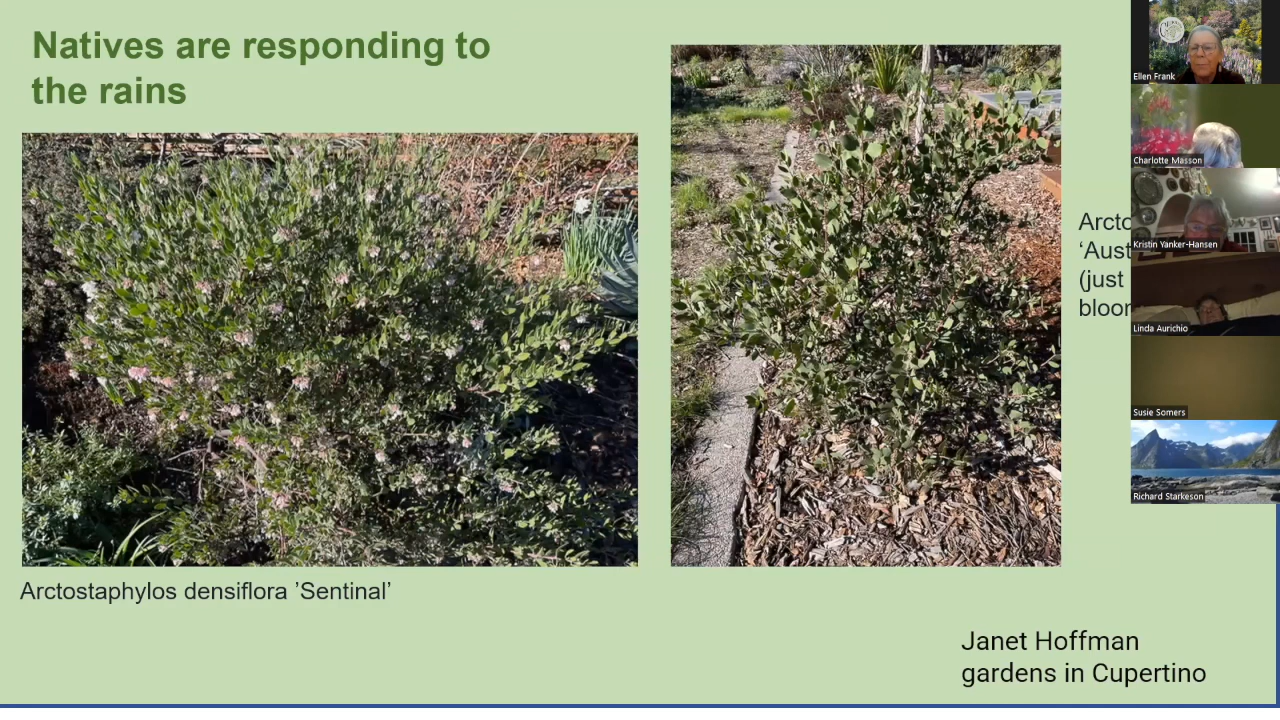 Natives are responding to
the rains
Arctostaphylos densiflora ’Sentinal’
Arcto
‘Aust
(just
bloor
Janet Hoffman
gardens in Cupertino
Ellen Frank
Charlotte Masson
Kristin Yanker-Hansen
Linda Aurichio
Susie Somers
Richard Starkeson